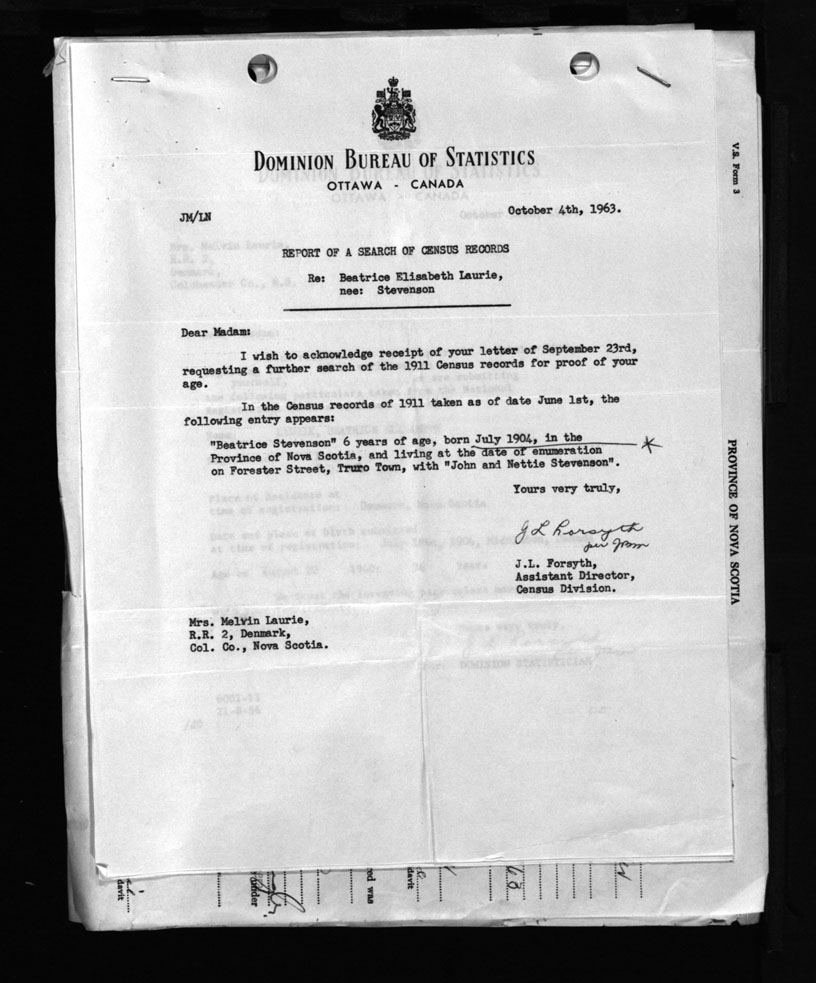 DOMINION BUREAU OF STATISTICS
OTTAWA - CANADA
JM/LN
October 4th, 1963.
REPORT OF A SEARCH OF CENSUS RECORDS
Re: Beatrice Elisabeth Laurie,
nee: Stevenson
Dear Madam:
I wish to acknowledge receipt of your letter of September 23rd,
requesting a further search of the 1911 Census records for proof of your
age.
In the Census records of 1911 taken as of date June 1st, the
following entry appears:
"Beatrice Stevenson" 6 years of age, born July 1904, in the
Province of Nova Scotia, and living at the date of enumeration
on Forester Street, Truro Town, with "John and Nettie Stevenson".
*
Yours very truly,
J L Forsyth
per
J.L. Forsyth,
Assistant Director,
Census Division.
Mrs. Melvin Laurie,
R.R. 2, Denmark,
Col. Co., Nova Scotia.
V.S. Form 3
PROVINCE OF NOVA SCOTIA
davit
red was
davit